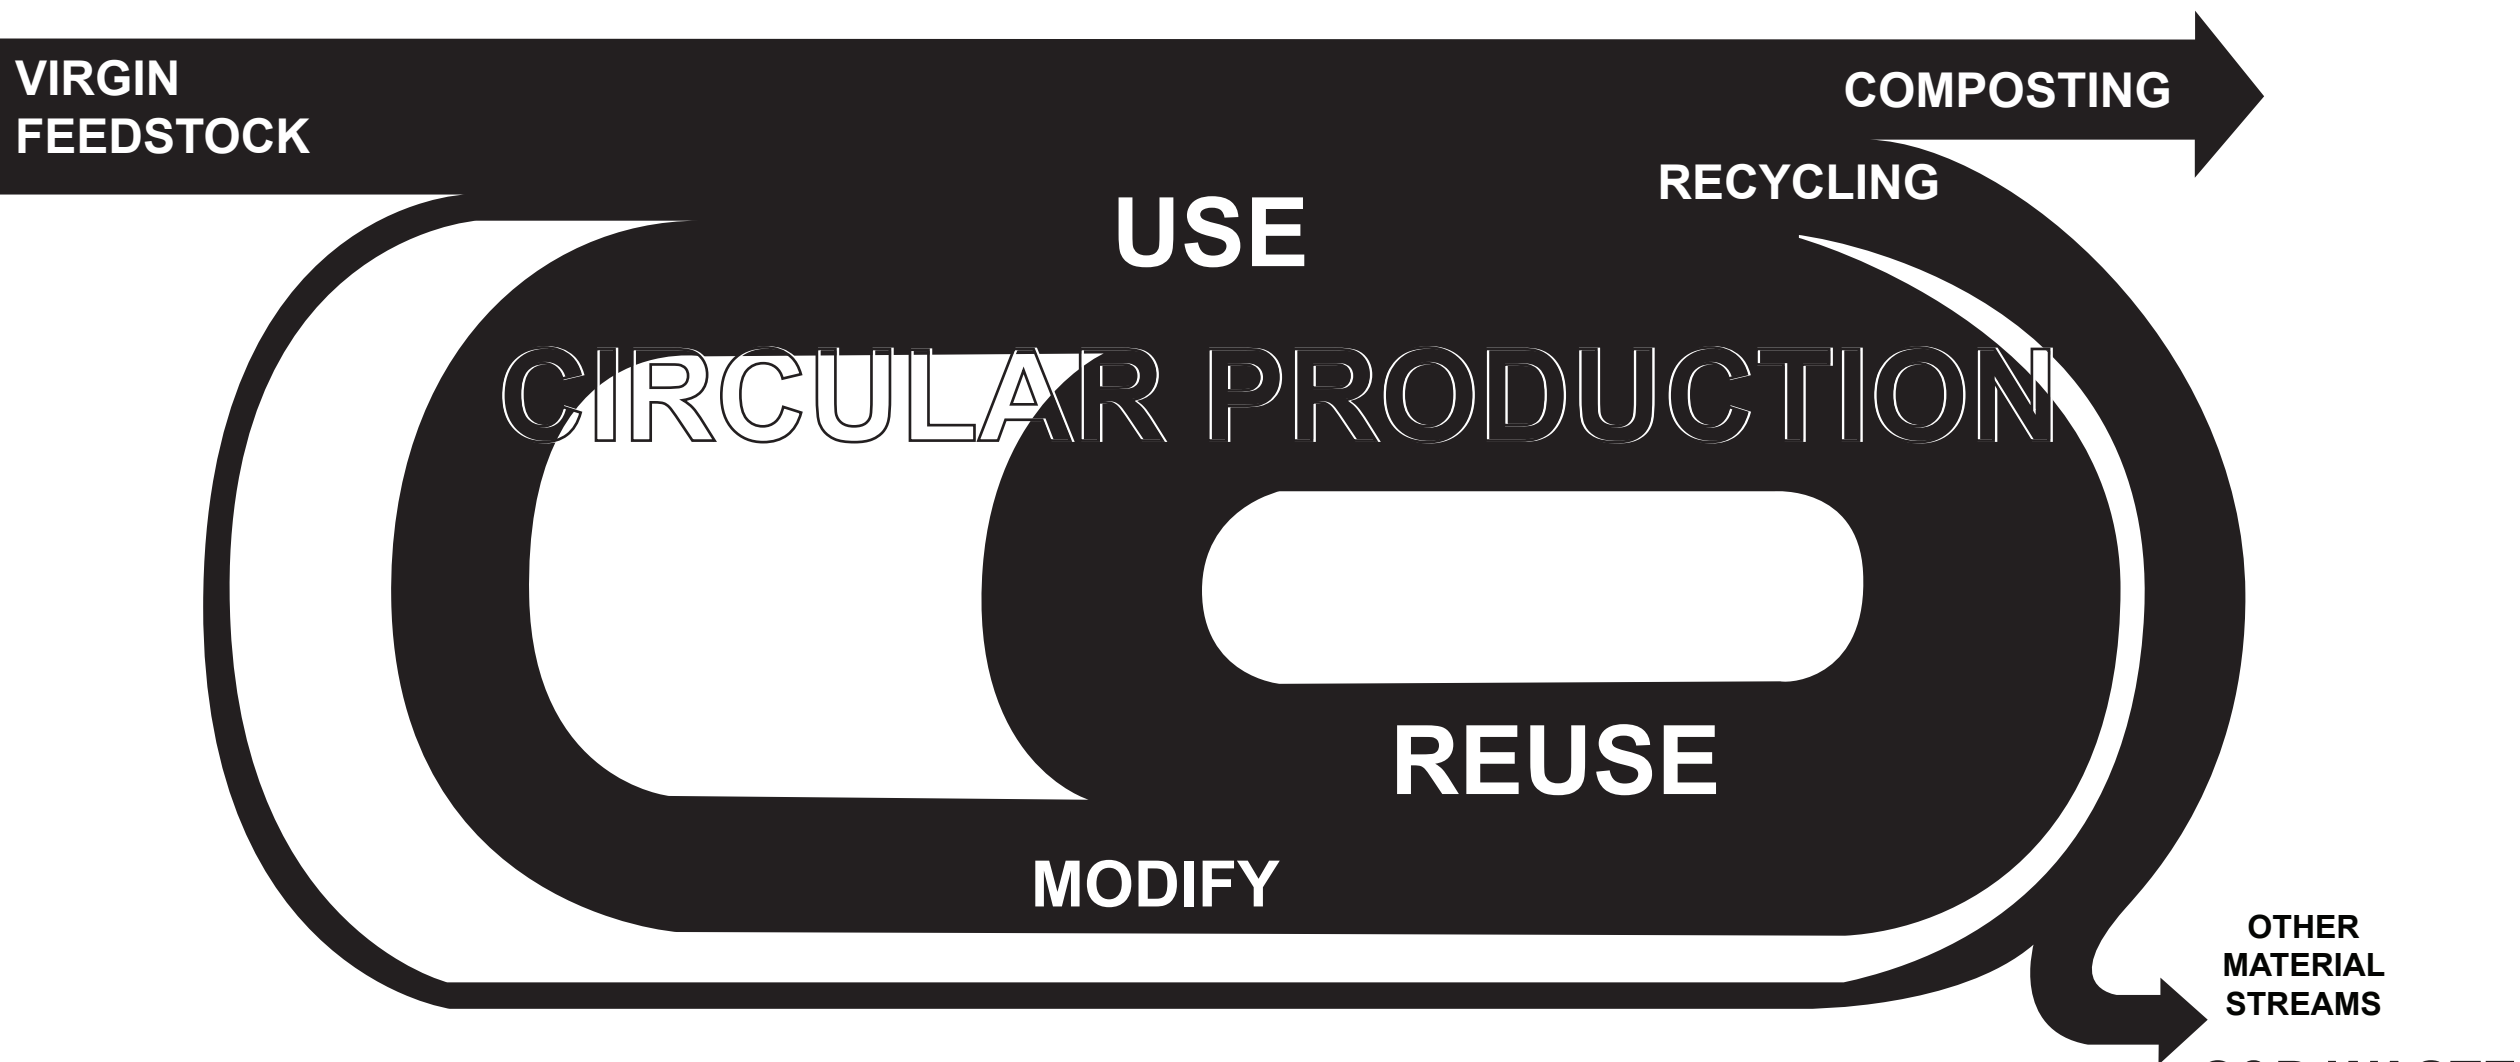 VIRGIN
FEEDSTOCK
COMPOSTING
RECYCLING
USE
CIRCULAR PRODUCTION
REUSE
MODIFY
OTHER
MATERIAL
STREAMS